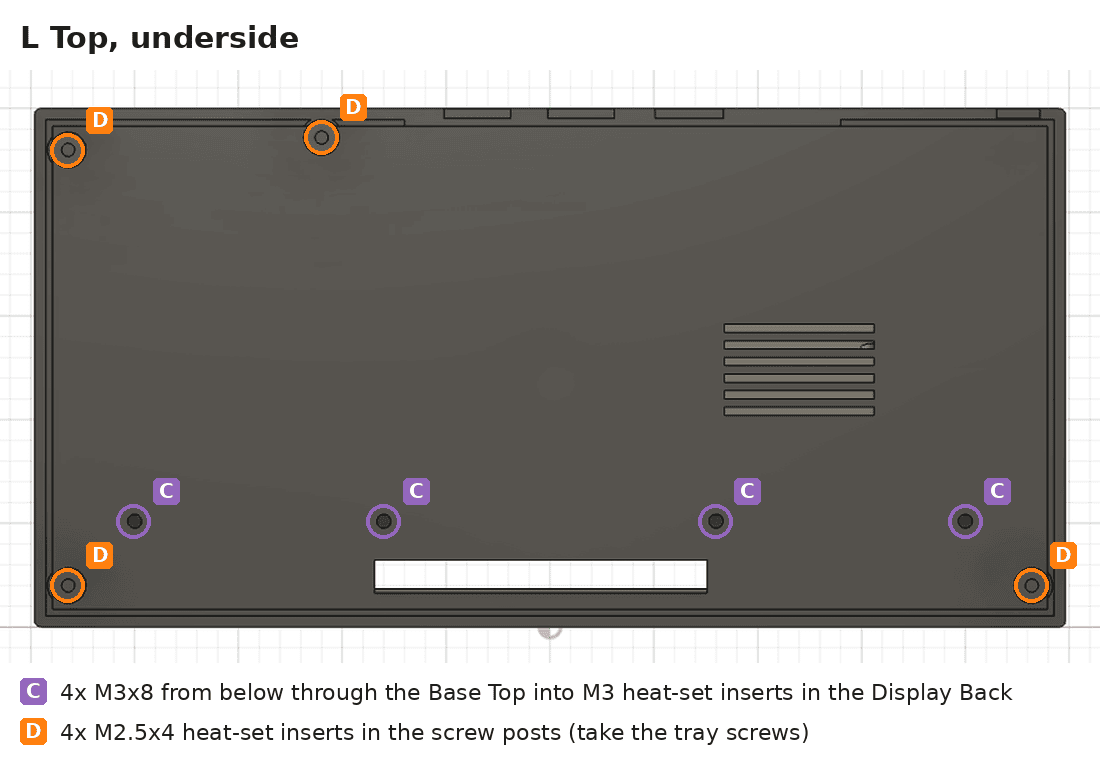 L Top, underside
D
D
C
C
C
C
D
D
C 4x M3x8 from below through the Base Top into M3 heat-set inserts in the Display Back
D 4x M2.5x4 heat-set inserts in the screw posts (take the tray screws)